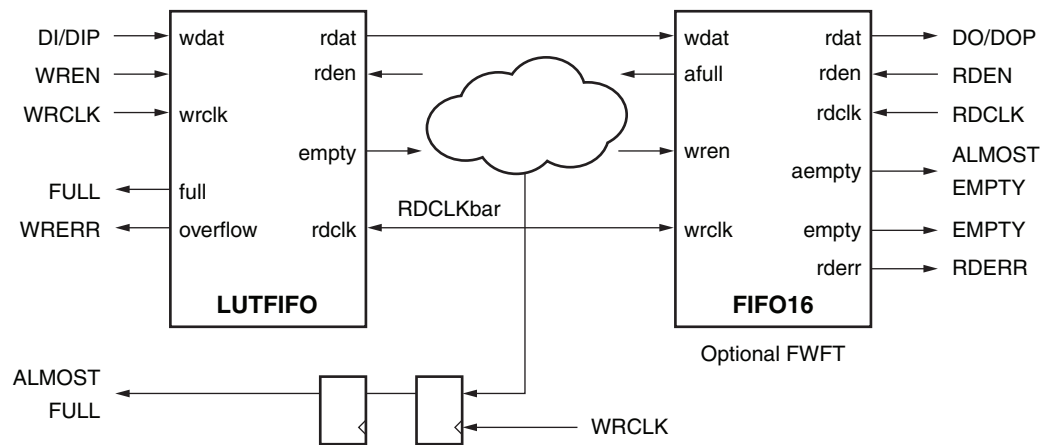 DI/DIP
WREN
WRCLK
FULL
WRERR
wdat
wrclk
full
overflow
rdat
rden
empty
rdclk
LUTFIFO
RDCLKbar
wdat
afull
wren
wrclk
rdat
rden
rdclk
aempty
empty
rderr
FIFO16
Optional FWFT
DO/DOP
RDEN
RDCLK
ALMOST
EMPTY
EMPTY
RDERR
ALMOST
FULL
WRCLK